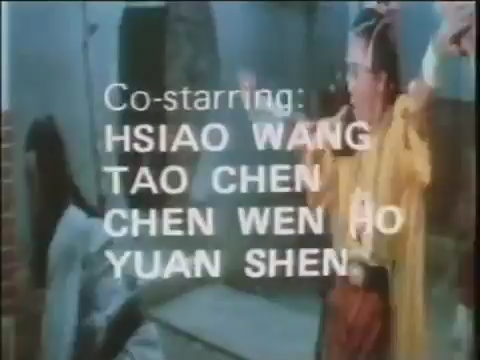 Co-starring:
HSIAO WANG
TAO CHEN
CHEN WEN HO
YUAN SHEN